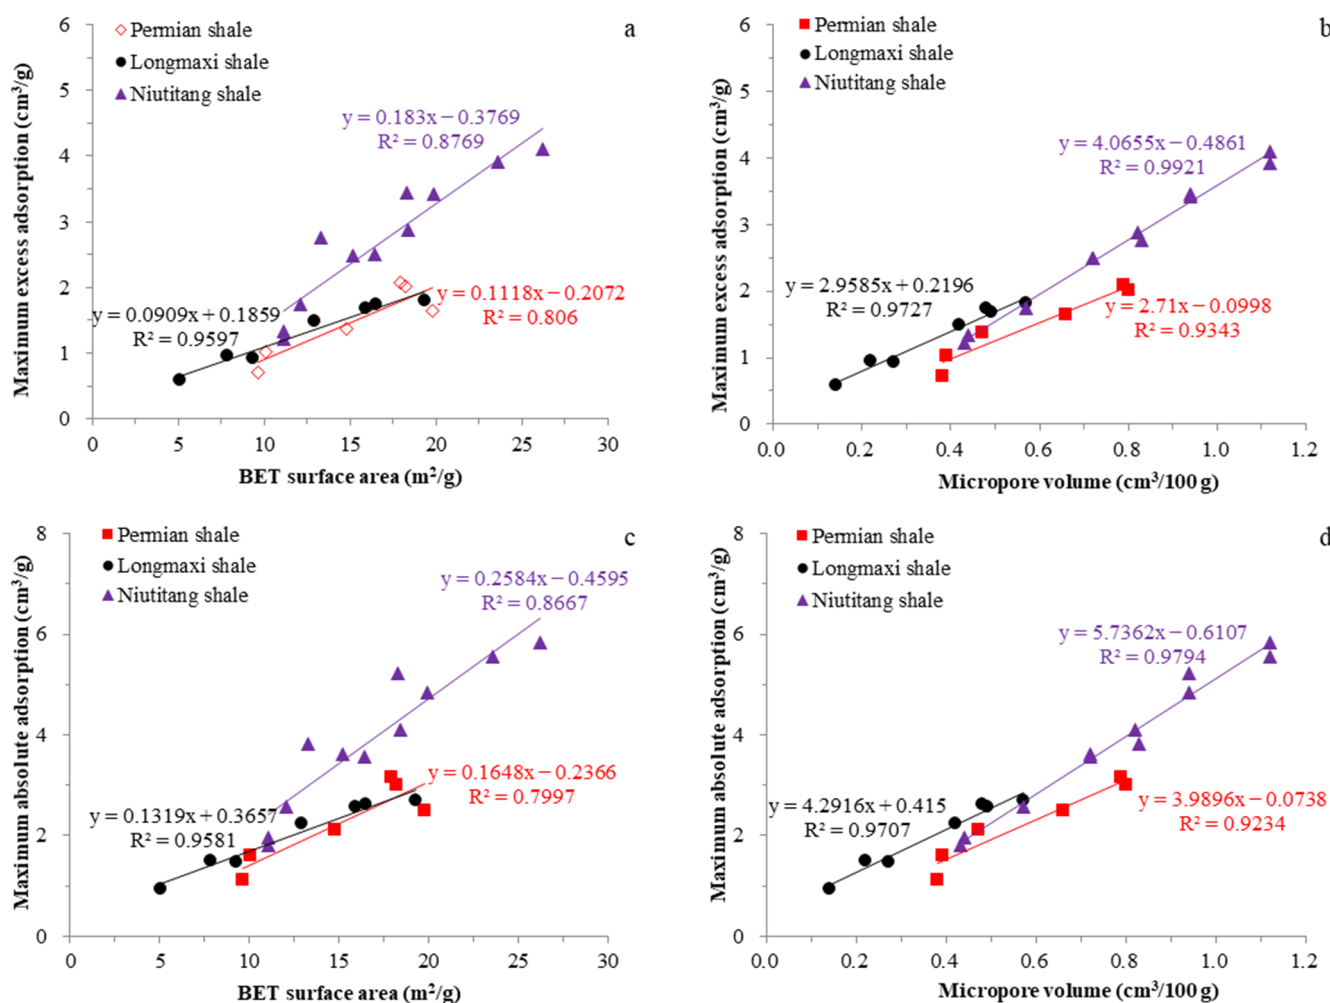 a
Permian shale
Longmaxi shale
Niutitang shale
y = 0.183x − 0.3769
R² = 0.8769
y = 0.0909x + 0.1859
R² = 0.9597
y = 0.1118x − 0.2072
R² = 0.806
Maximum excess adsorption (cm³/g)
6
5
4
3
2
1
0
0
5
10
15
20
25
30
BET surface area (m²/g)
b
Permian shale
Longmaxi shale
Niutitang shale
y = 4.0655x − 0.4861
R² = 0.9921
y = 2.9585x + 0.2196
R² = 0.9727
y = 2.71x − 0.0998
R² = 0.9343
Maximum excess adsorption (cm³/g)
6
5
4
3
2
1
0
0.0
0.2
0.4
0.6
0.8
1.0
1.2
Micropore volume (cm³/100 g)
c
Permian shale
Longmaxi shale
Niutitang shale
y = 0.2584x − 0.4595
R² = 0.8667
y = 0.1648x − 0.2366
R² = 0.7997
y = 0.1319x + 0.3657
R² = 0.9581
Maximum absolute adsorption (cm³/g)
8
6
4
2
0
0
5
10
15
20
25
30
BET surface area (m²/g)
d
Permian shale
Longmaxi shale
Niutitang shale
y = 5.7362x − 0.6107
R² = 0.9794
y = 4.2916x + 0.415
R² = 0.9707
y = 3.9896x − 0.0738
R² = 0.9234
Maximum absolute adsorption (cm³/g)
8
6
4
2
0
0.0
0.2
0.4
0.6
0.8
1.0
1.2
Micropore volume (cm³/100 g)